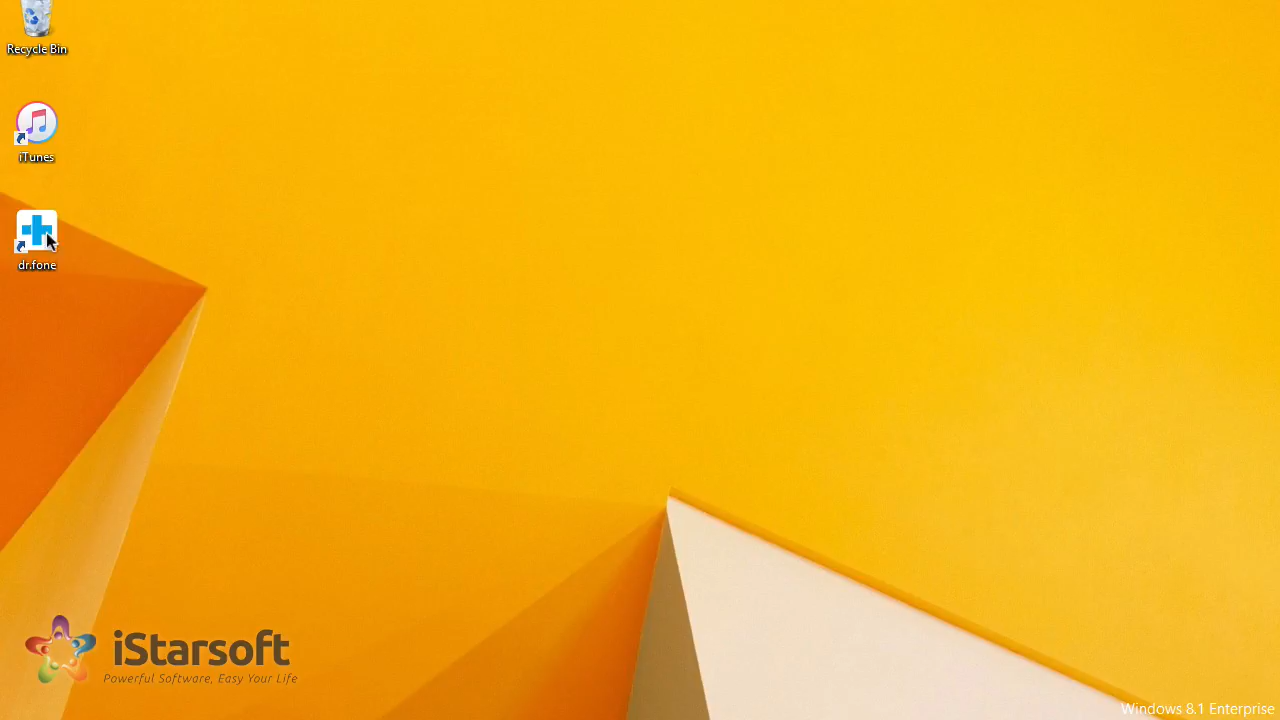 Recycle Bin
iTunes
dr.fone
iStarsoft
Powerful Software, Easy Your Life
Windows 8.1 Enterprise